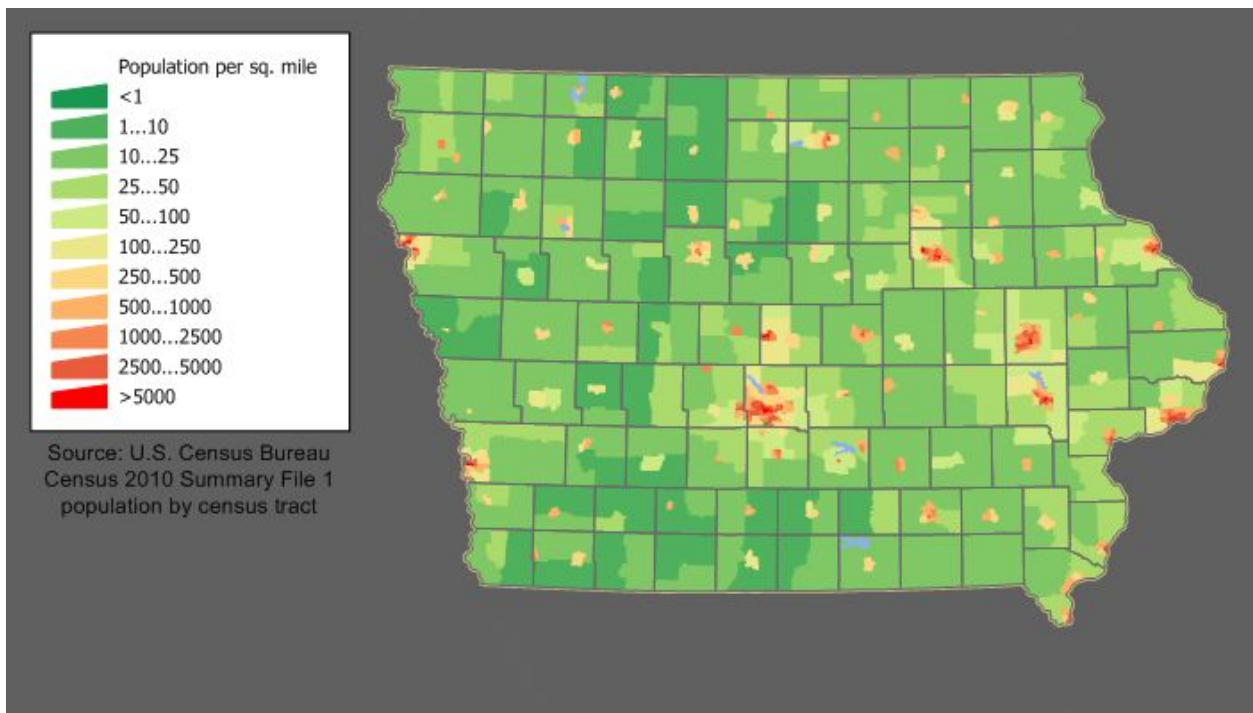 Population per sq. mile
<1
1...10
10...25
25...50
50...100
100...250
250...500
500...1000
1000...2500
2500...5000
>5000
Source: U.S. Census Bureau
Census 2010 Summary File 1
population by census tract